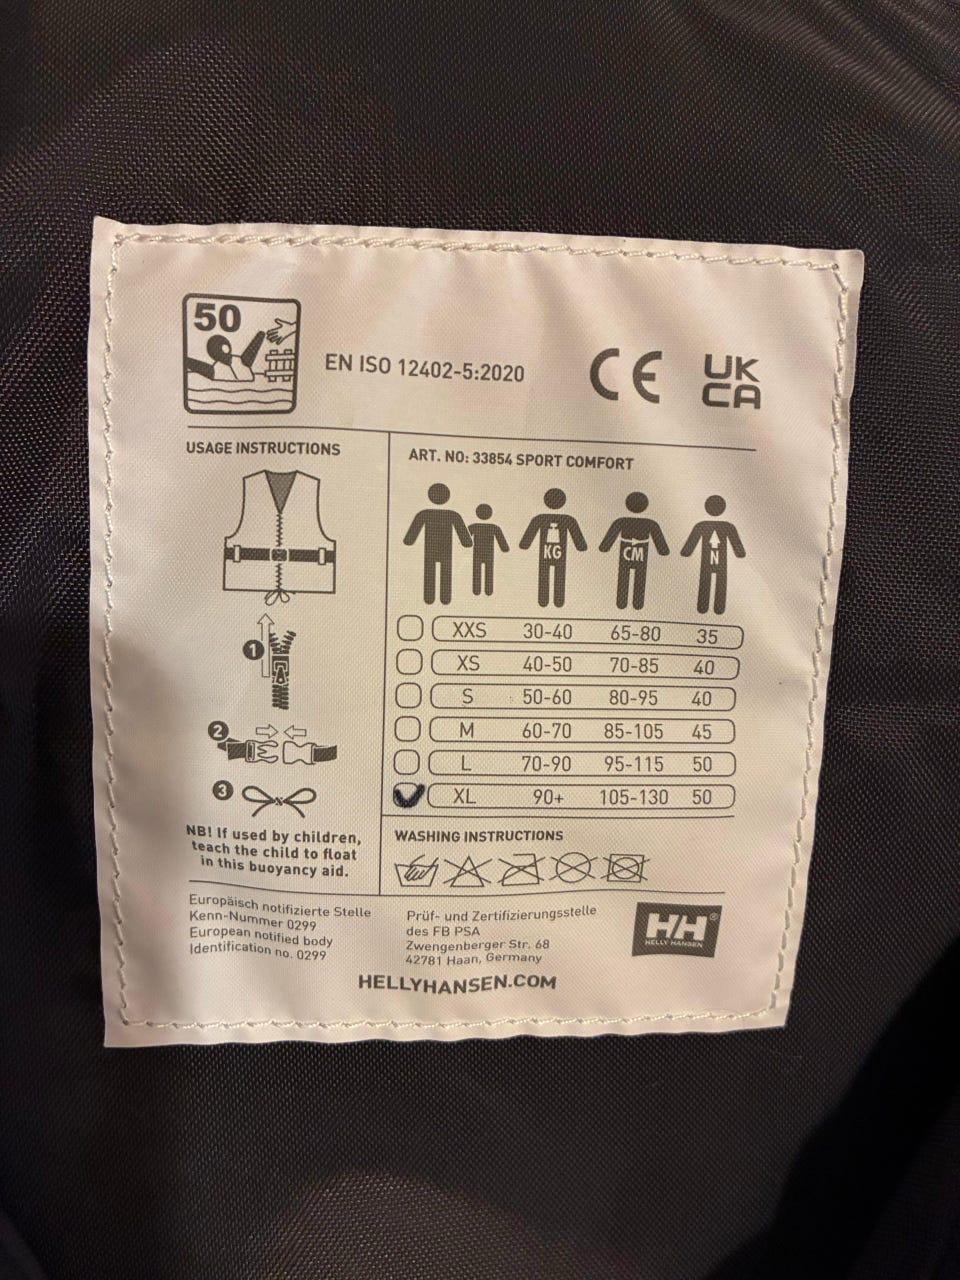 50
EN ISO 12402-5:2020
CE
UK
CA
USAGE INSTRUCTIONS
1
2
3
NB! If used by children,
teach the child to float
in this buoyancy aid.
ART. NO: 33854 SPORT COMFORT
KG CM N
XXS 30-40 65-80 35
XS 40-50 70-85 40
S 50-60 80-95 40
M 60-70 85-105 45
L 70-90 95-115 50
XL 90+ 105-130 50
WASHING INSTRUCTIONS
Europäisch notifizierte Stelle
Kenn-Nummer 0299
European notified body
Identification no. 0299
Prüf- und Zertifizierungsstelle
des FB PSA
Zwengenberger Str. 68
42781 Haan, Germany
H/H®
HELLY HANSEN
HELLYHANSEN.COM